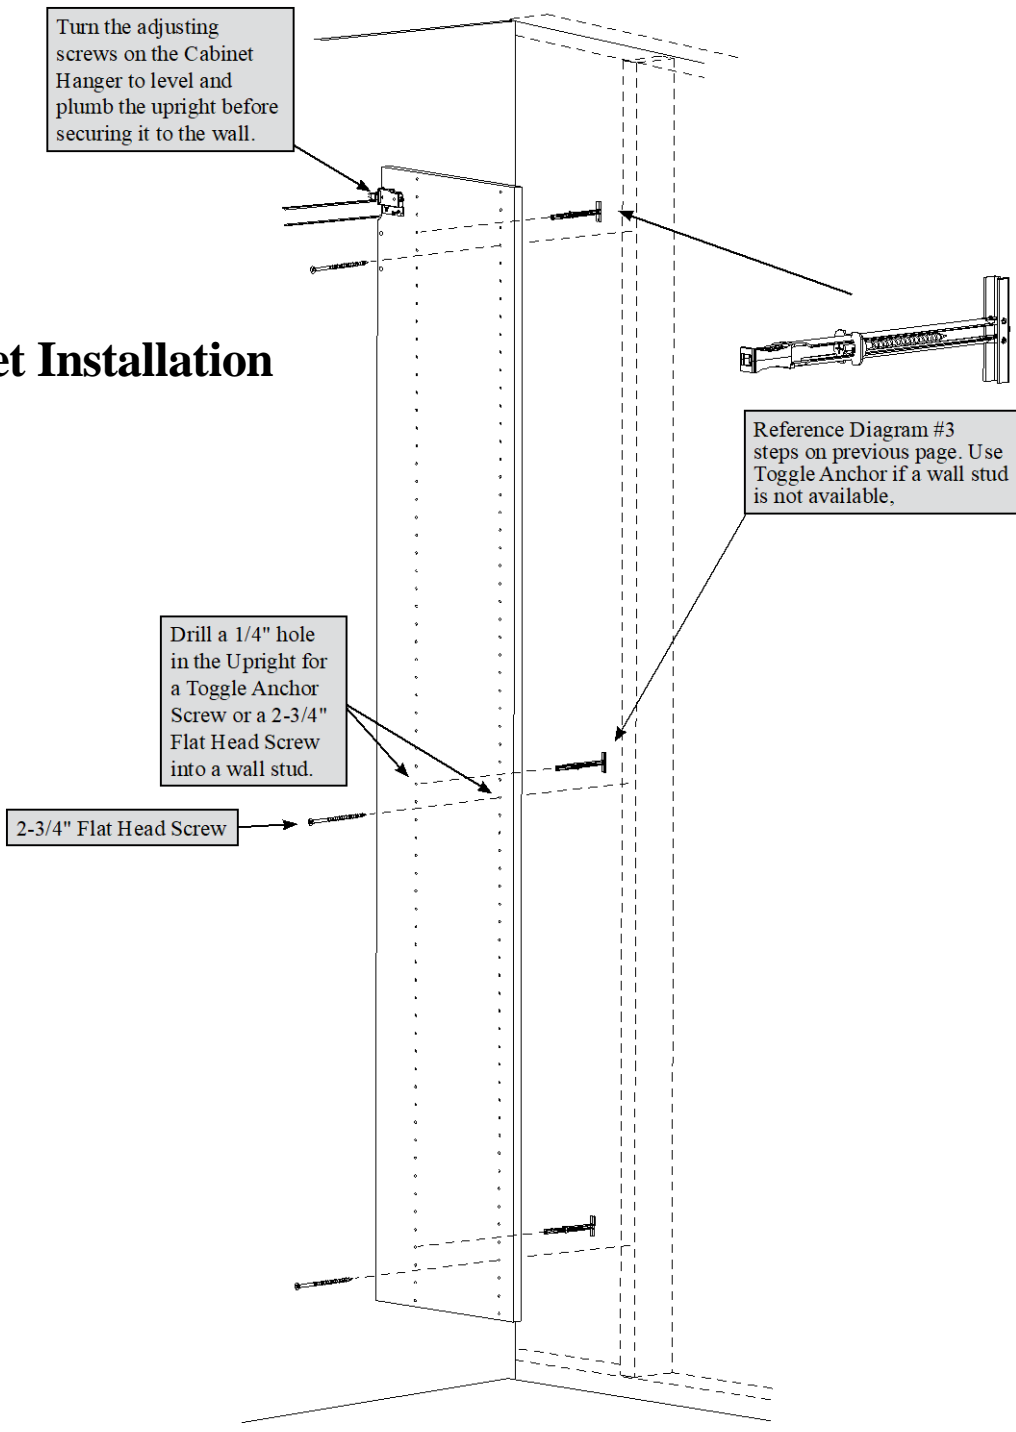 Turn the adjusting
screws on the Cabinet
Hanger to level and
plumb the upright before
securing it to the wall.
et Installation
Reference Diagram #3
steps on previous page. Use
Toggle Anchor if a wall stud
is not available,
Drill a 1/4" hole
in the Upright for
a Toggle Anchor
Screw or a 2-3/4"
Flat Head Screw
into a wall stud.
2-3/4" Flat Head Screw